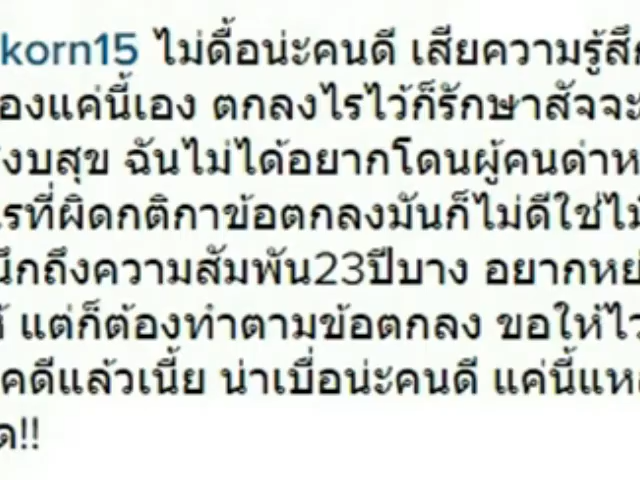 korn15 ไม่ดื้อน่ะคนดี เสียความรู้สึก
องแค่นี้เอง ตกลงไรไว้ก็รักษาสัจจะ
งบสุข ฉันไม่ได้อยากโดนผู้คนด่าห
รที่ผิดกติกาข้อตกลงมันก็ไม่ดีใช่ไม
นึกถึงความสัมพัน23ปีบาง อยากหย
ห้ แต่ก็ต้องทำตามข้อตกลง ขอให้ไว
คดีแล้วเนี้ย น่าเบื่อน่ะคนดี แค่นี้แห
ด!!